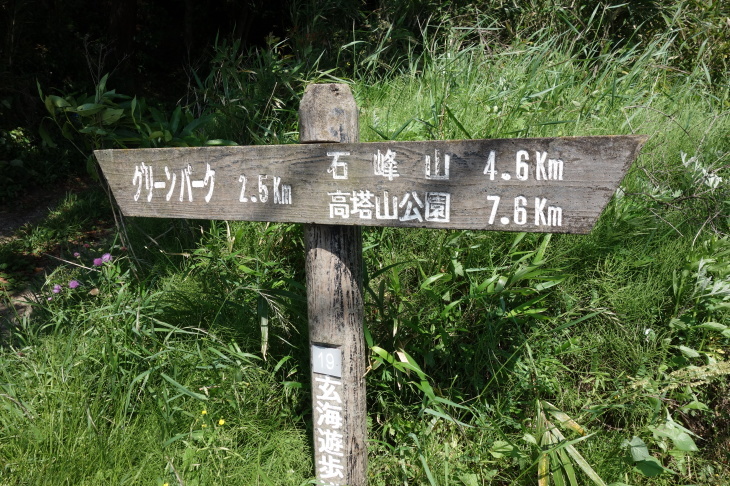 グリーンパーク 2.5Km
石峰山 4.6Km
高塔山公園 7.6Km
19
玄海遊歩